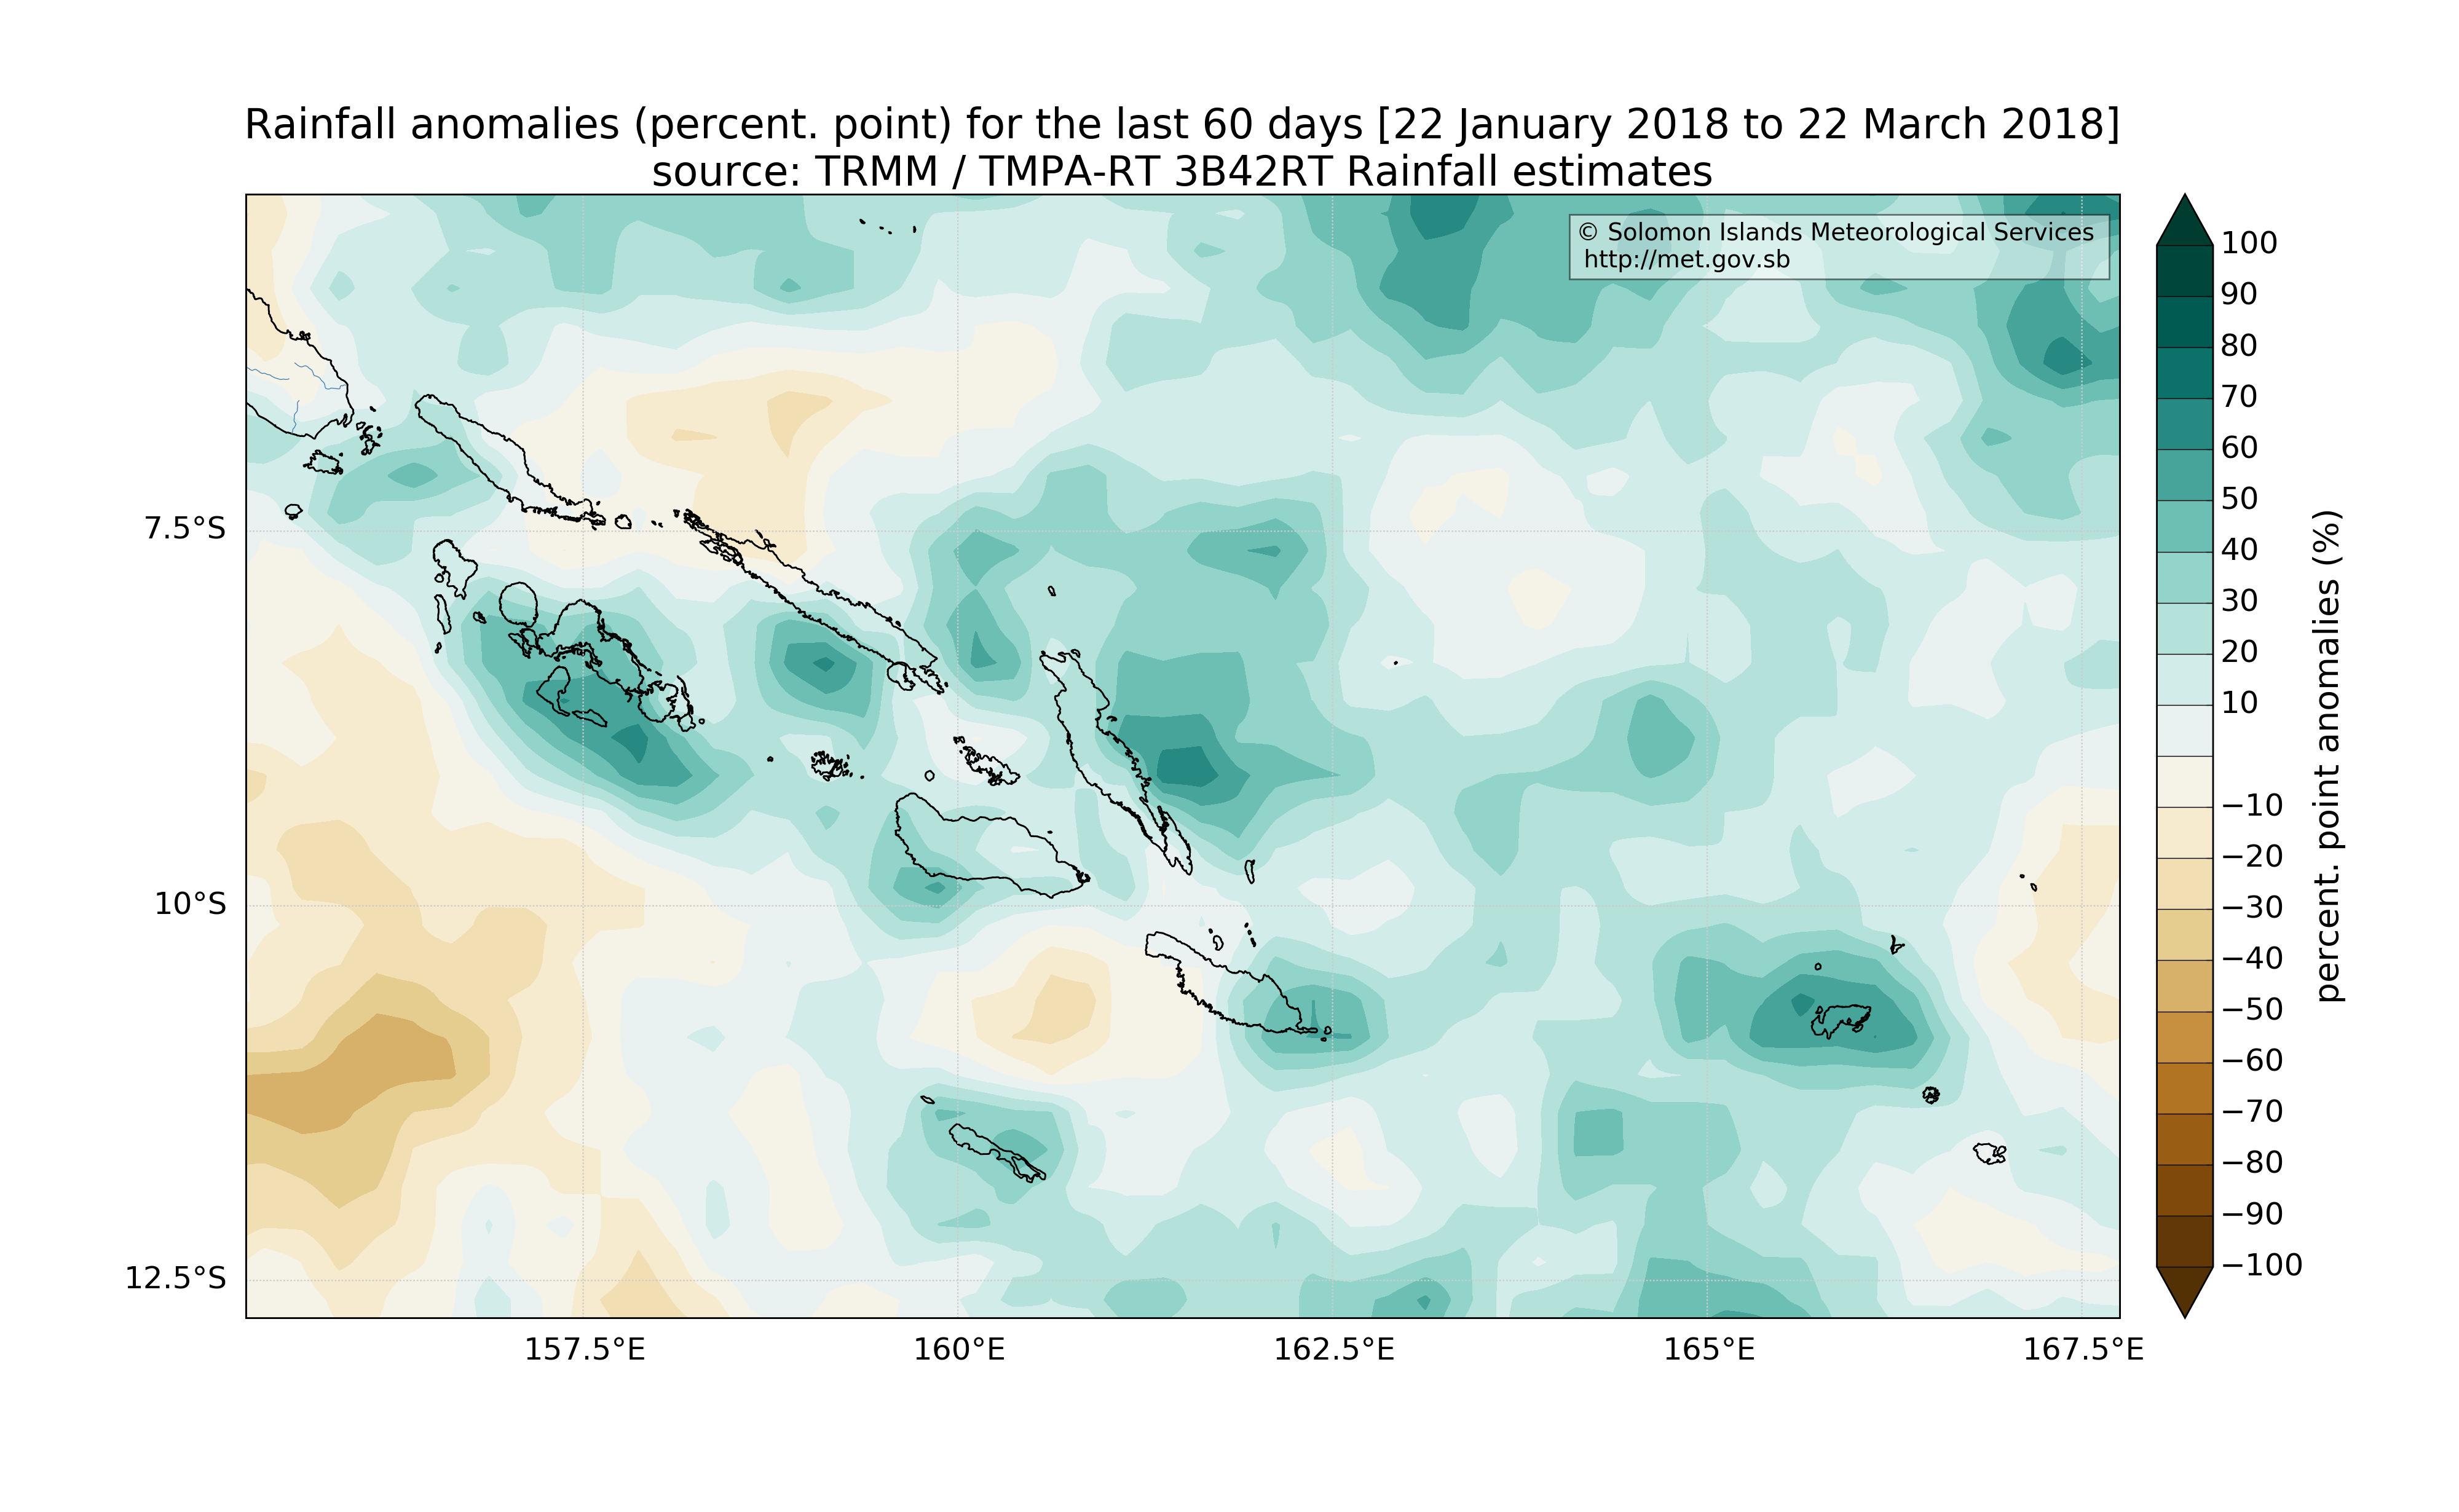 Rainfall anomalies (percent. point) for the last 60 days [22 January 2018 to 22 March 2018]
source: TRMM / TMPA-RT 3B42RT Rainfall estimates
© Solomon Islands Meteorological Services
http://met.gov.sb
7.5°S
10°S
12.5°S
157.5°E
160°E
162.5°E
165°E
167.5°E
100
90
80
70
60
50
40
30
20
10
−10
−20
−30
−40
−50
−60
−70
−80
−90
−100
percent. point anomalies (%)